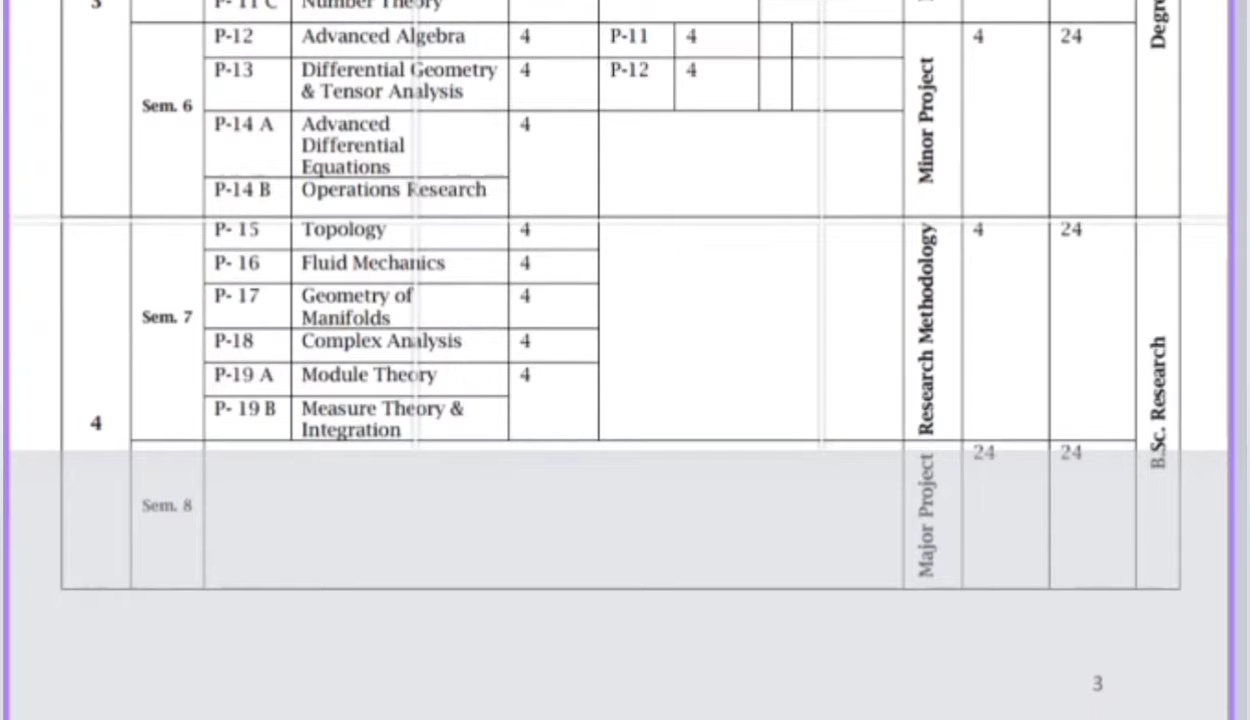 3
P- 11 C Number Theory
Degre
P-12 Advanced Algebra 4 P-11 4 4 24
P-13 Differential Geometry 4 P-12 4
& Tensor Analysis
Sem. 6
Minor Project
P-14 A Advanced 4
Differential
Equations
P-14 B Operations Research
P- 15 Topology 4 4 24
P- 16 Fluid Mechanics 4
P- 17 Geometry of 4
Manifolds
Sem. 7
Research Methodology
P-18 Complex Analysis 4
P-19 A Module Theory 4
P- 19 B Measure Theory &
Integration
4
B.Sc. Research
24 24
Sem. 8
Major Project
3